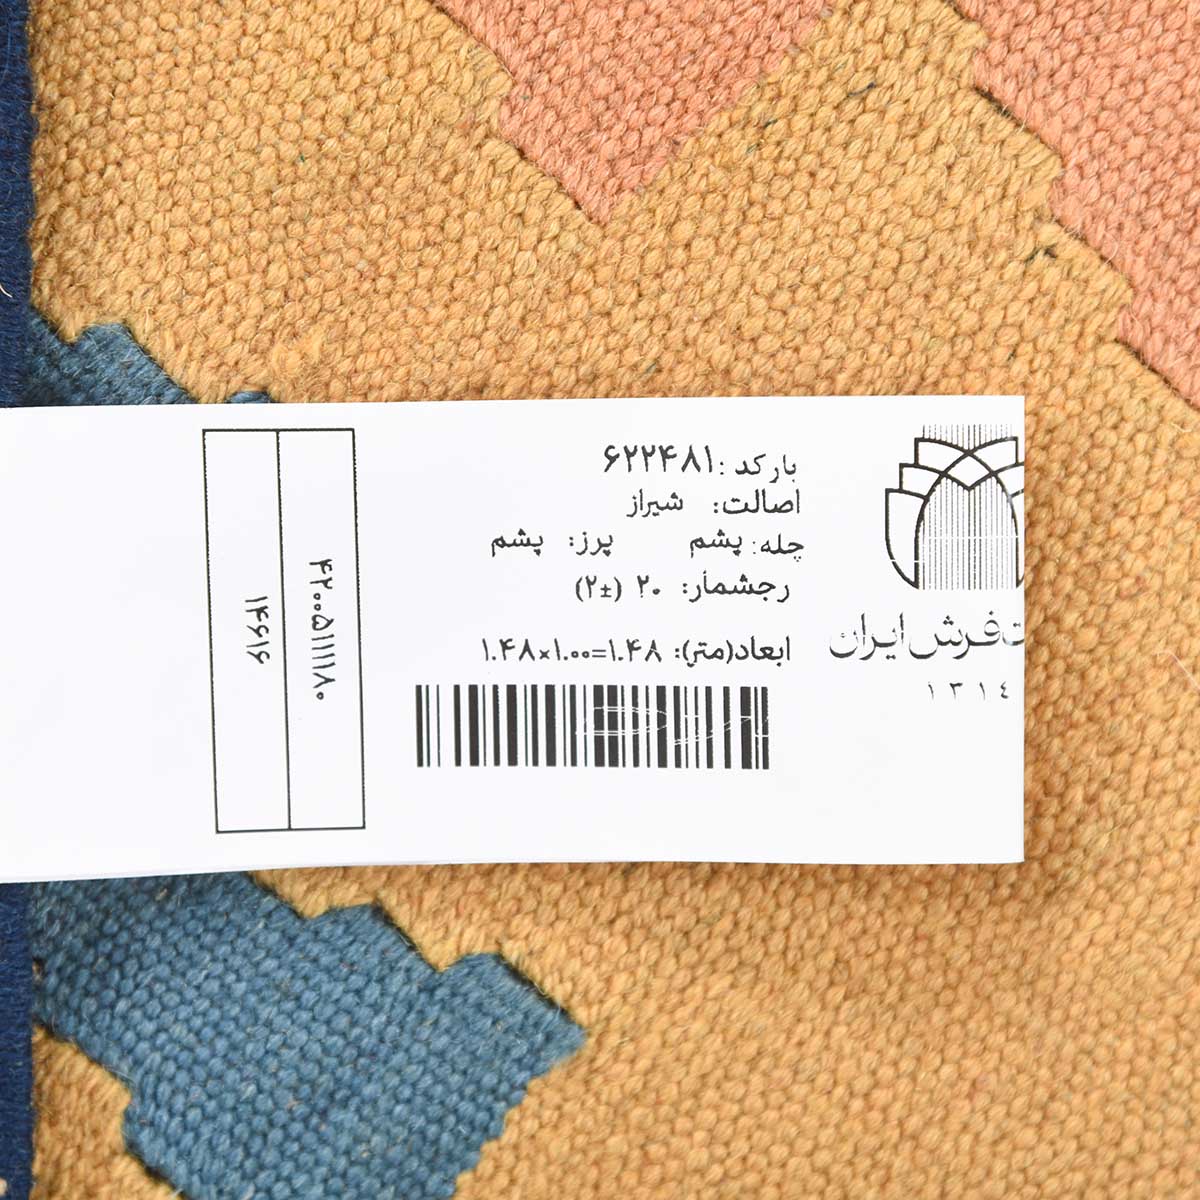 بارکد: ۶۲۲۴۸۱
اصالت: شیراز
چله: پشم پرز: پشم
رجشمار: ۲۰ (±۲)
ابعاد(متر): ۱.۴۸×۱.۰۰=۱.۴۸
فرش ایران
۱۳۱٤
۴۲۰۰۵۱۱۱۱۸۰
۱۴۶۱۶